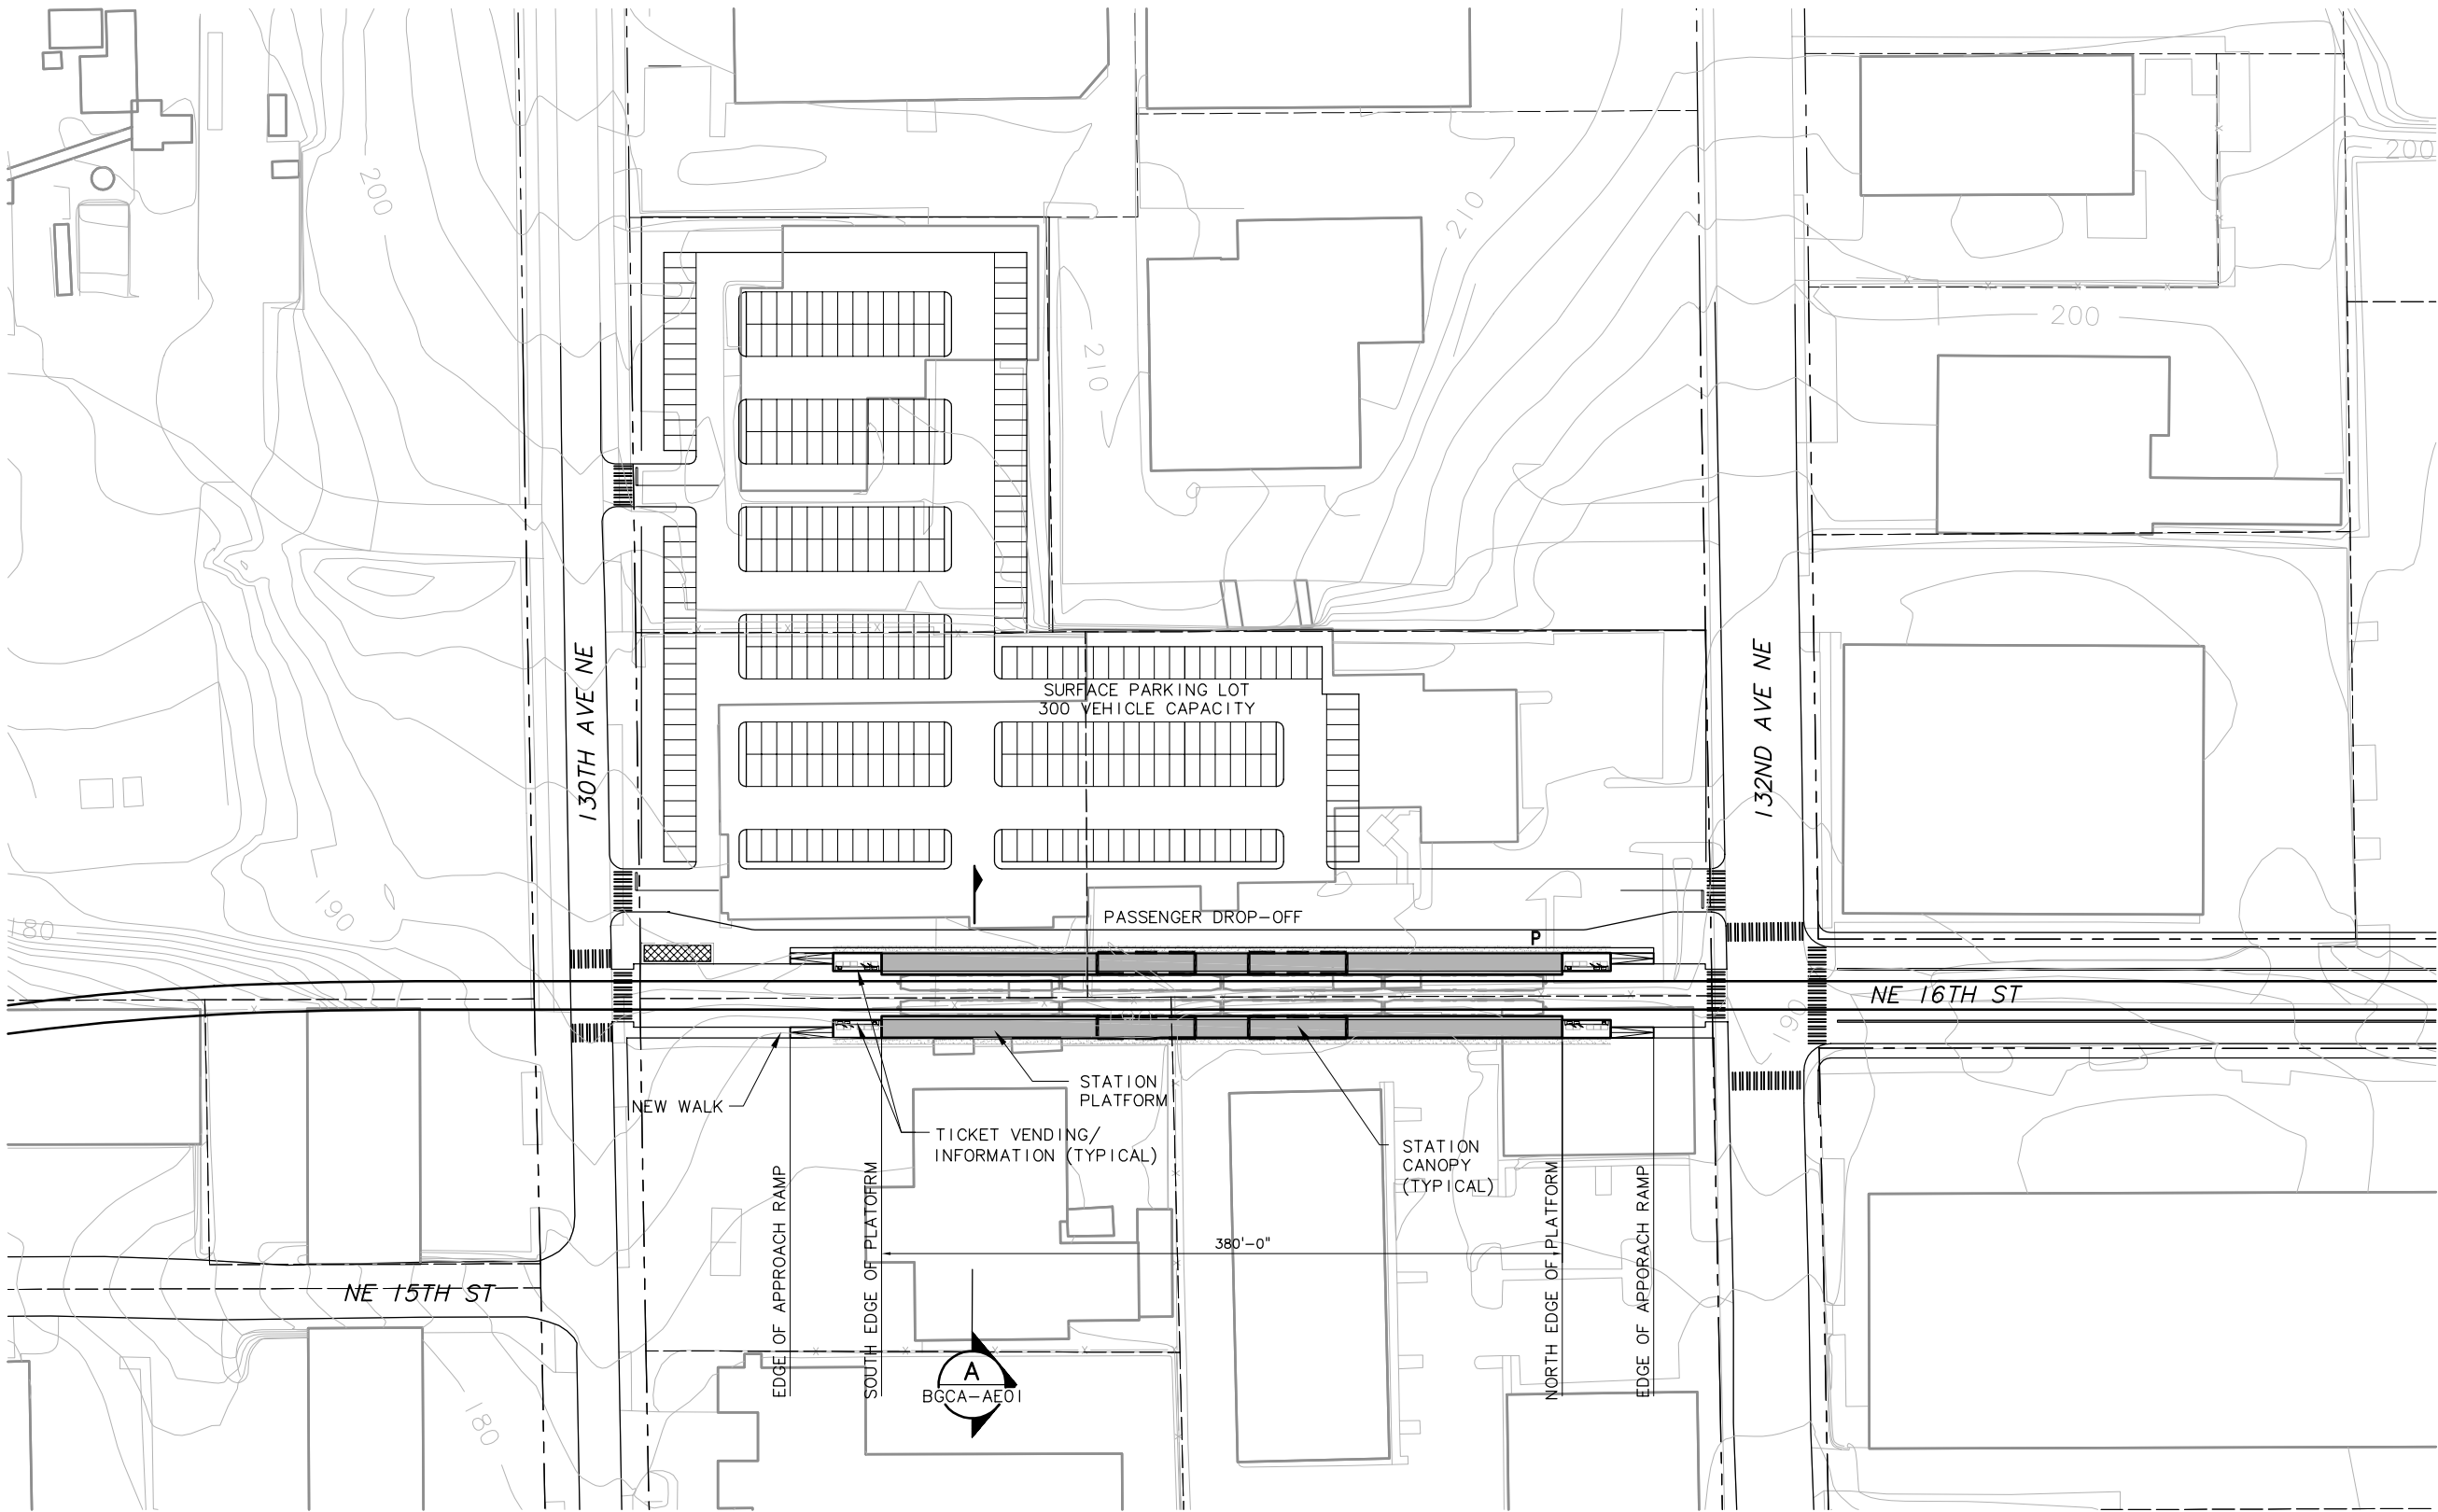 200
200
210
200
210
130TH AVE NE
132ND AVE NE
SURFACE PARKING LOT
300 VEHICLE CAPACITY
190
180
PASSENGER DROP-OFF
P
NE 16TH ST
190
STATION
PLATFORM
NEW WALK
TICKET VENDING/
INFORMATION (TYPICAL)
STATION
CANOPY
(TYPICAL)
EDGE OF APPROACH RAMP
SOUTH EDGE OF PLATOFRM
380'-0"
NORTH EDGE OF PLATFORM
EDGE OF APPORACH RAMP
NE 15TH ST
A
BGCA-AE01
180